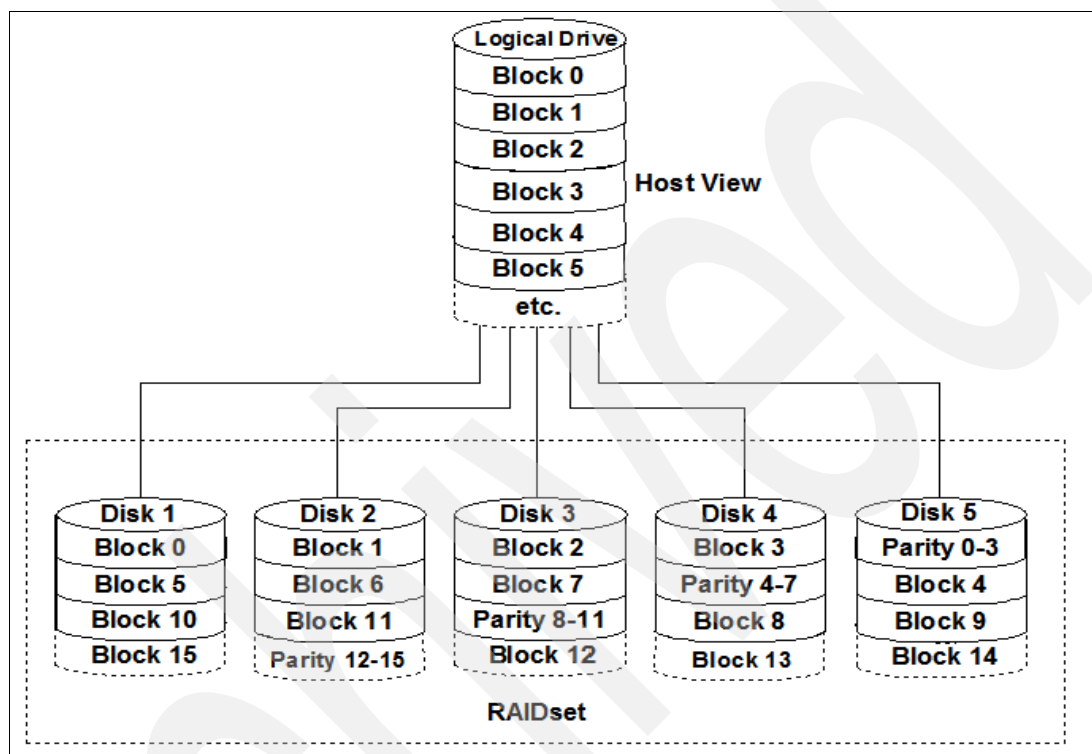 Logical Drive
Block 0
Block 1
Block 2
Block 3
Block 4
Block 5
etc.
Host View
Disk 1
Block 0
Block 5
Block 10
Block 15
Disk 2
Block 1
Block 6
Block 11
Parity 12-15
Disk 3
Block 2
Block 7
Parity 8-11
Block 12
Disk 4
Block 3
Parity 4-7
Block 8
Block 13
Disk 5
Parity 0-3
Block 4
Block 9
Block 14
RAIDset